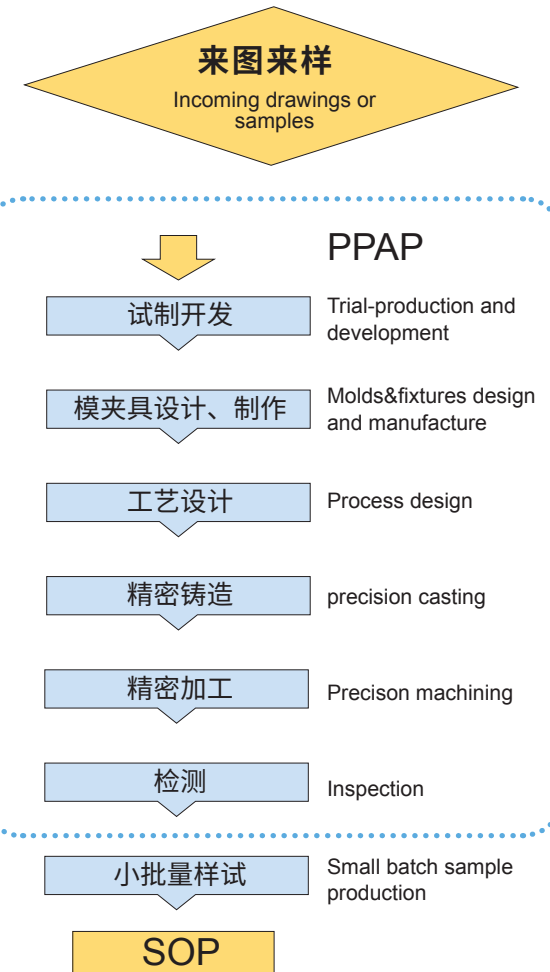 来图来样
Incoming drawings or
samples
PPAP
试制开发
Trial-production and
development
模夹具设计、制作
Molds&fixtures design
and manufacture
工艺设计
Process design
精密铸造
precision casting
精密加工
Precison machining
检测
Inspection
小批量样试
Small batch sample
production
SOP